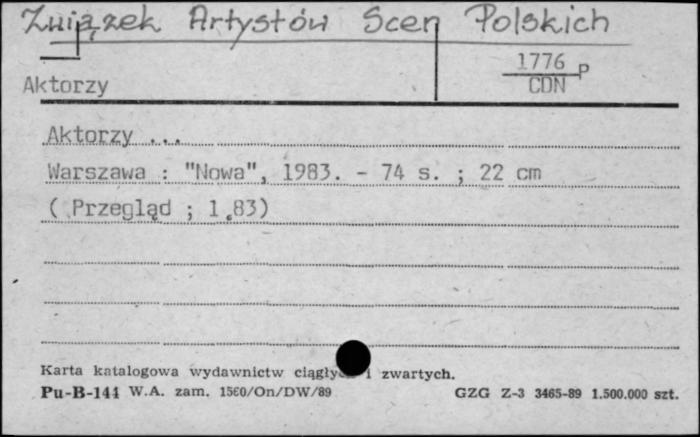 Związek Artystów Scen Polskich
1776 P
CDN
Aktorzy
Aktorzy ...
Warszawa : "Nowa", 1983. - 74 s. ; 22 cm
( Przegląd ; 1,83)
Karta katalogowa wydawnictw i zwartych.
Pu-B-144 W.A. zam. 1560/On/DW/89 GZG Z-3 3465-89 1.500.000 szt.